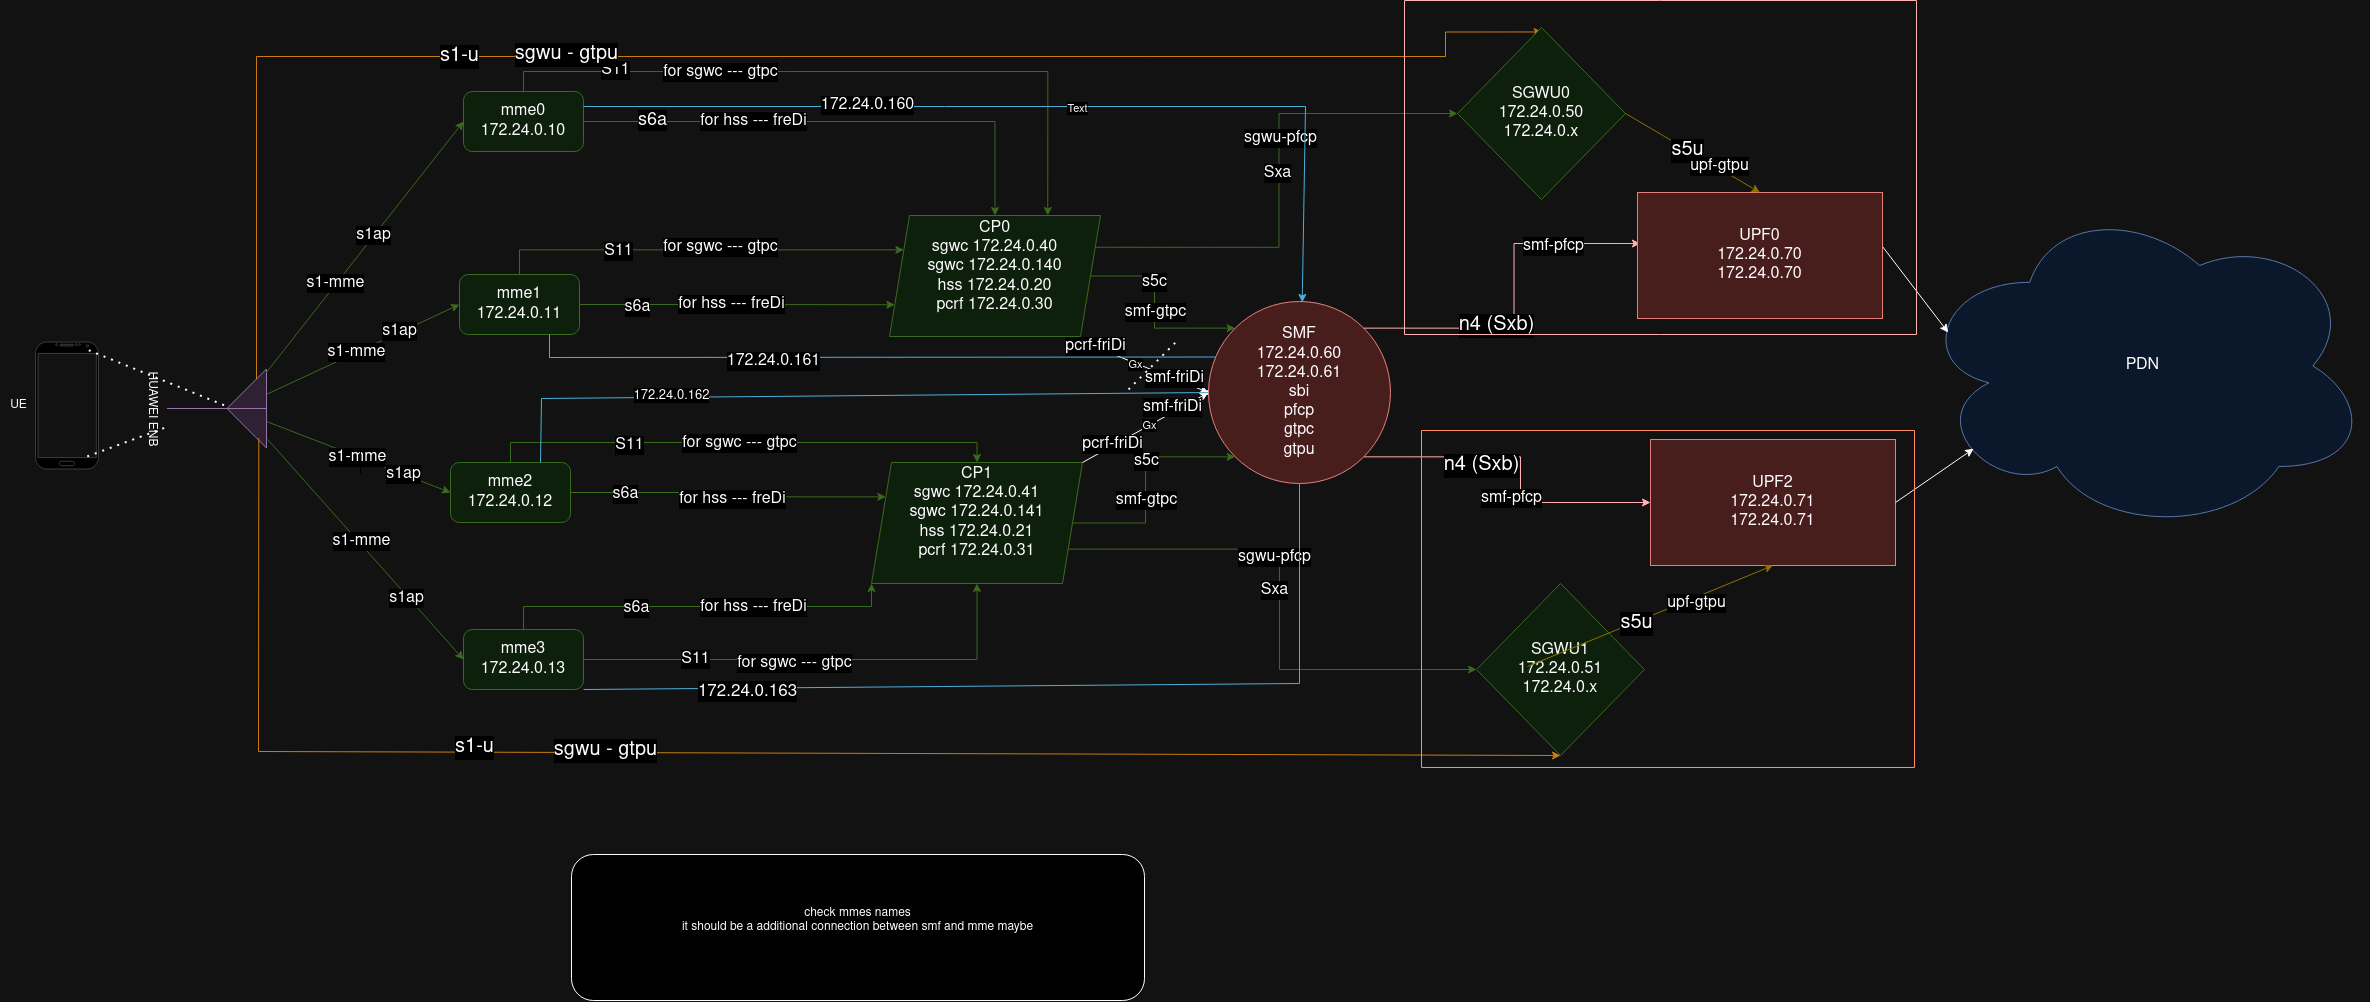 s1-u
sgwu - gtpu
S11
for sgwc --- gtpc
mme0
172.24.0.10
172.24.0.160
Text
s6a
for hss --- freDi
sgwu-pfcp
Sxa
SGWU0
172.24.0.50
172.24.0.x
s5u
upf-gtpu
s1ap
s1-mme
S11
for sgwc --- gtpc
CP0
sgwc 172.24.0.40
sgwc 172.24.0.140
hss 172.24.0.20
pcrf 172.24.0.30
smf-pfcp
UPF0
172.24.0.70
172.24.0.70
mme1
172.24.0.11
s6a
for hss --- freDi
s5c
smf-gtpc
n4 (Sxb)
s1ap
s1-mme
172.24.0.161
pcrf-friDi
Gx
smf-friDi
SMF
172.24.0.60
172.24.0.61
sbi
pfcp
gtpc
gtpu
PDN
UE
HUAWEI ENB
172.24.0.162
smf-friDi
Gx
pcrf-friDi
s1-mme
s1ap
S11
for sgwc --- gtpc
mme2
172.24.0.12
s6a
for hss --- freDi
CP1
sgwc 172.24.0.41
sgwc 172.24.0.141
hss 172.24.0.21
pcrf 172.24.0.31
s5c
smf-gtpc
n4 (Sxb)
smf-pfcp
UPF2
172.24.0.71
172.24.0.71
s1-mme
s1ap
sgwu-pfcp
Sxa
s6a
for hss --- freDi
upf-gtpu
s5u
mme3
172.24.0.13
S11
for sgwc --- gtpc
172.24.0.163
SGWU1
172.24.0.51
172.24.0.x
s1-u
sgwu - gtpu
check mmes names
it should be a additional connection between smf and mme maybe